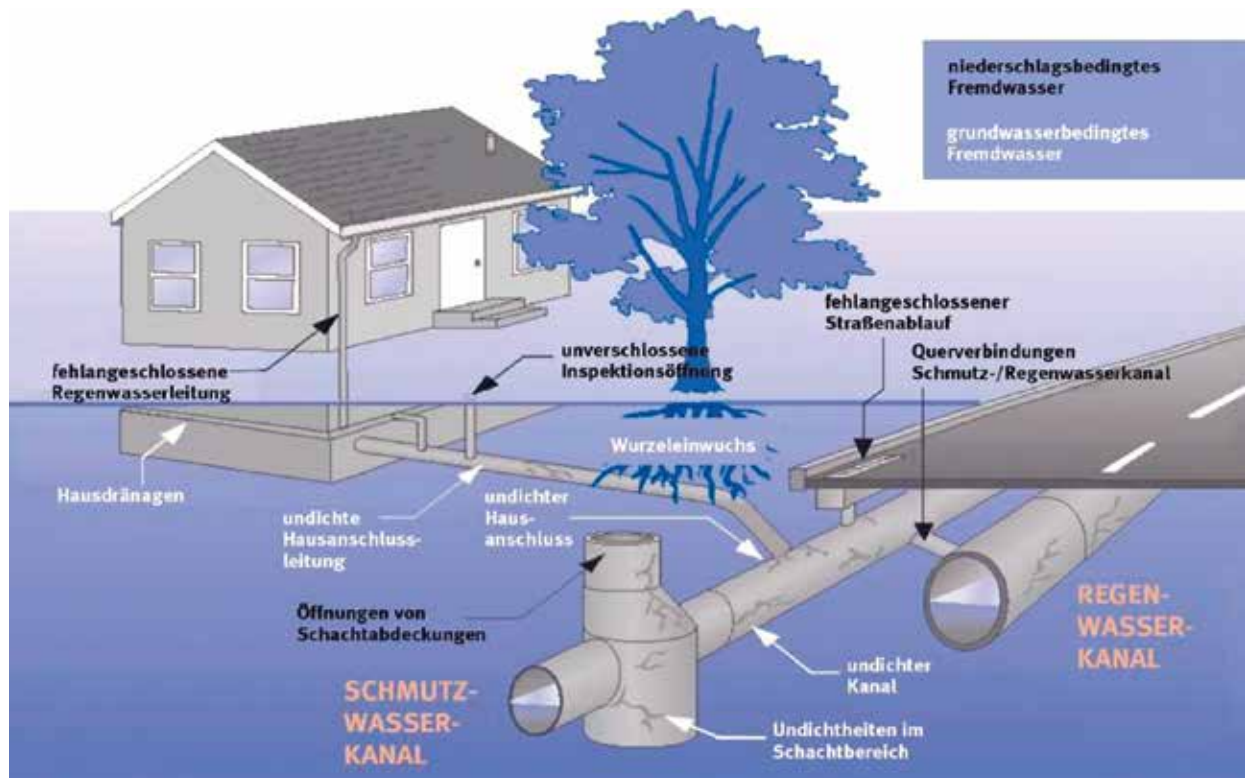 niederschlagsbedingtes
Fremdwasser
grundwasserbedingtes
Fremdwasser
fehlangeschlossener
Straßenablauf
Querverbindungen
Schmutz-/Regenwasserkanal
unverschlossene
Inspektionsöffnung
fehlangeschlossene
Regenwasserleitung
Wurzeleinwuchs
Hausdränagen
undichte
Hausanschluss-
leitung
undichter
Haus-
anschluss
Öffnungen von
Schachtabdeckungen
REGEN-
WASSER-
KANAL
undichter
Kanal
SCHMUTZ-
WASSER-
KANAL
Undichtheiten im
Schachtbereich